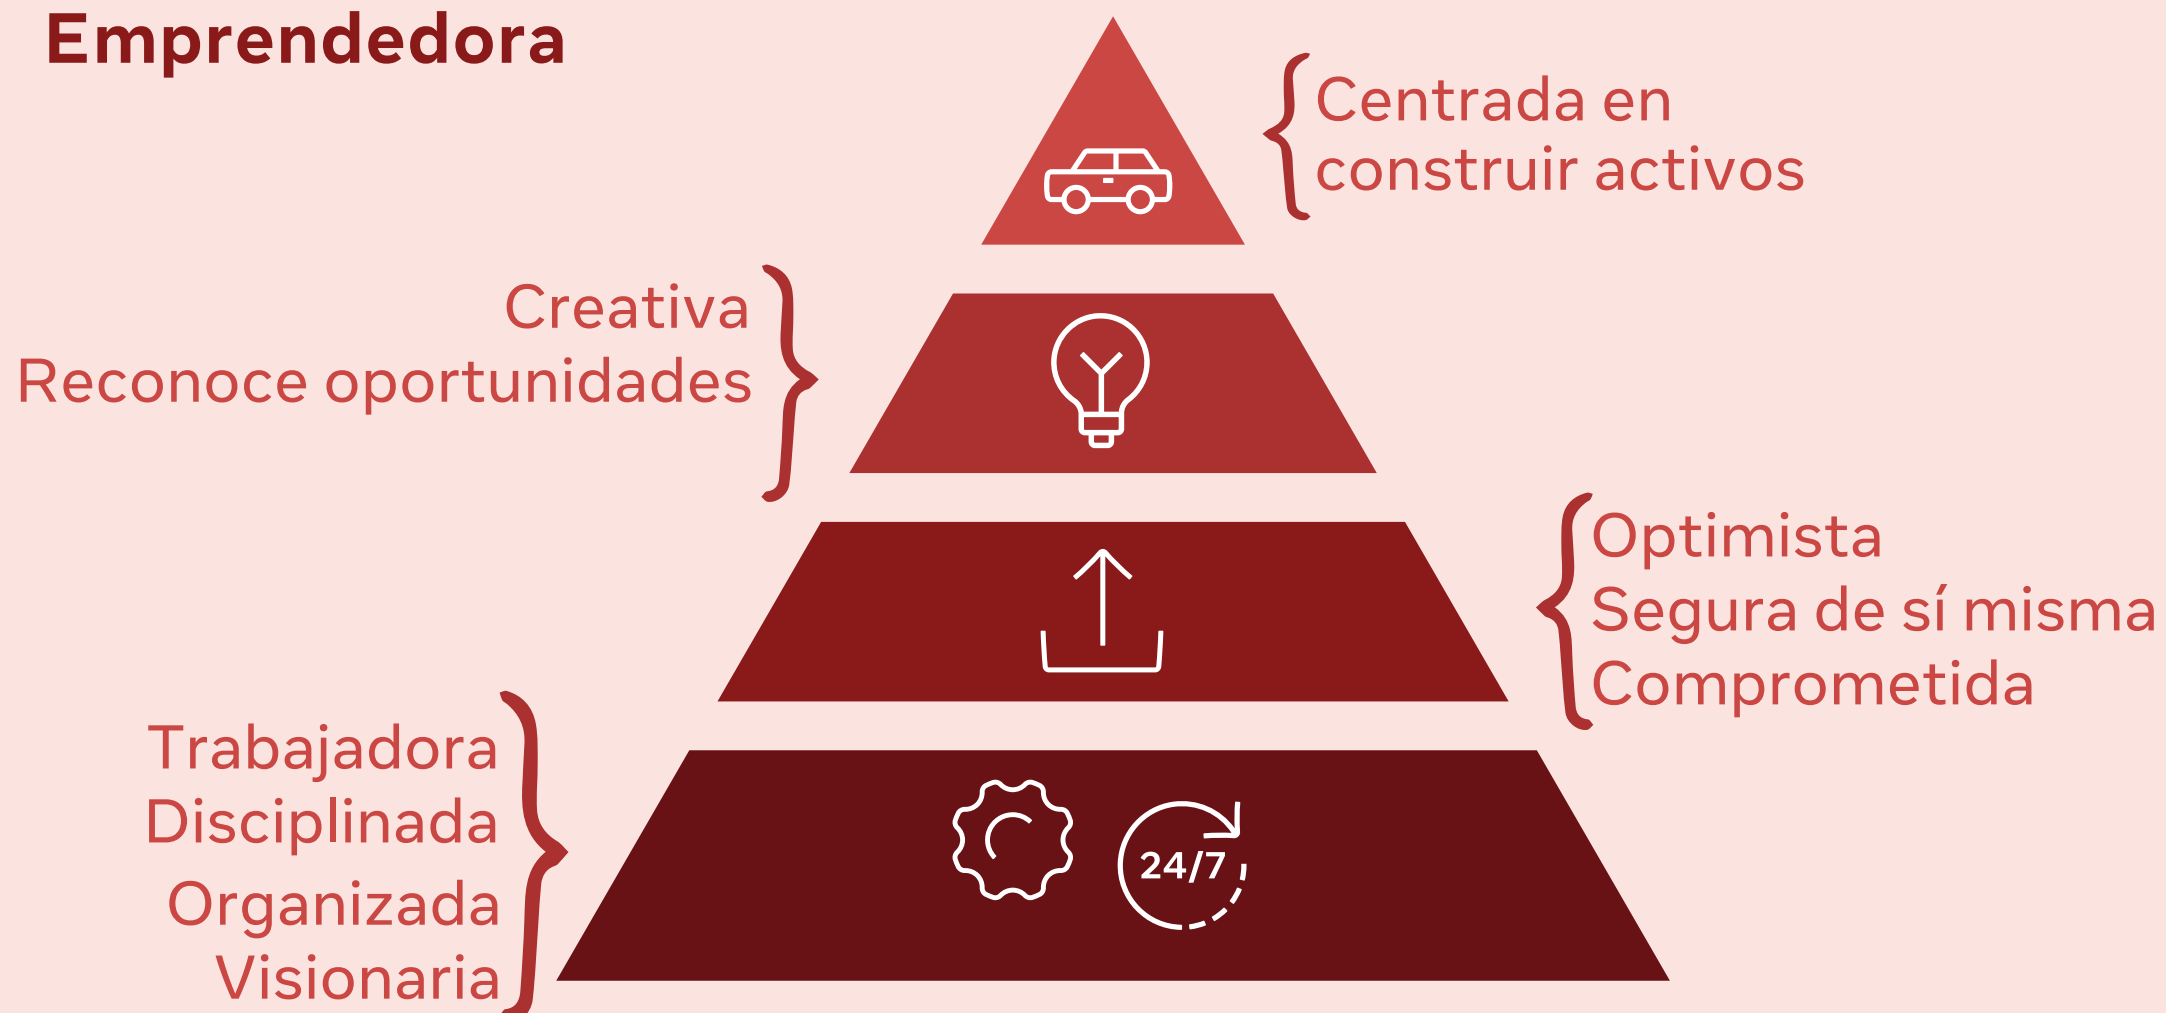 Emprendedora
Centrada en
construir activos
Creativa
Reconoce oportunidades
Optimista
Segura de sí misma
Comprometida
Trabajadora
Disciplinada
Organizada
Visionaria
24/7